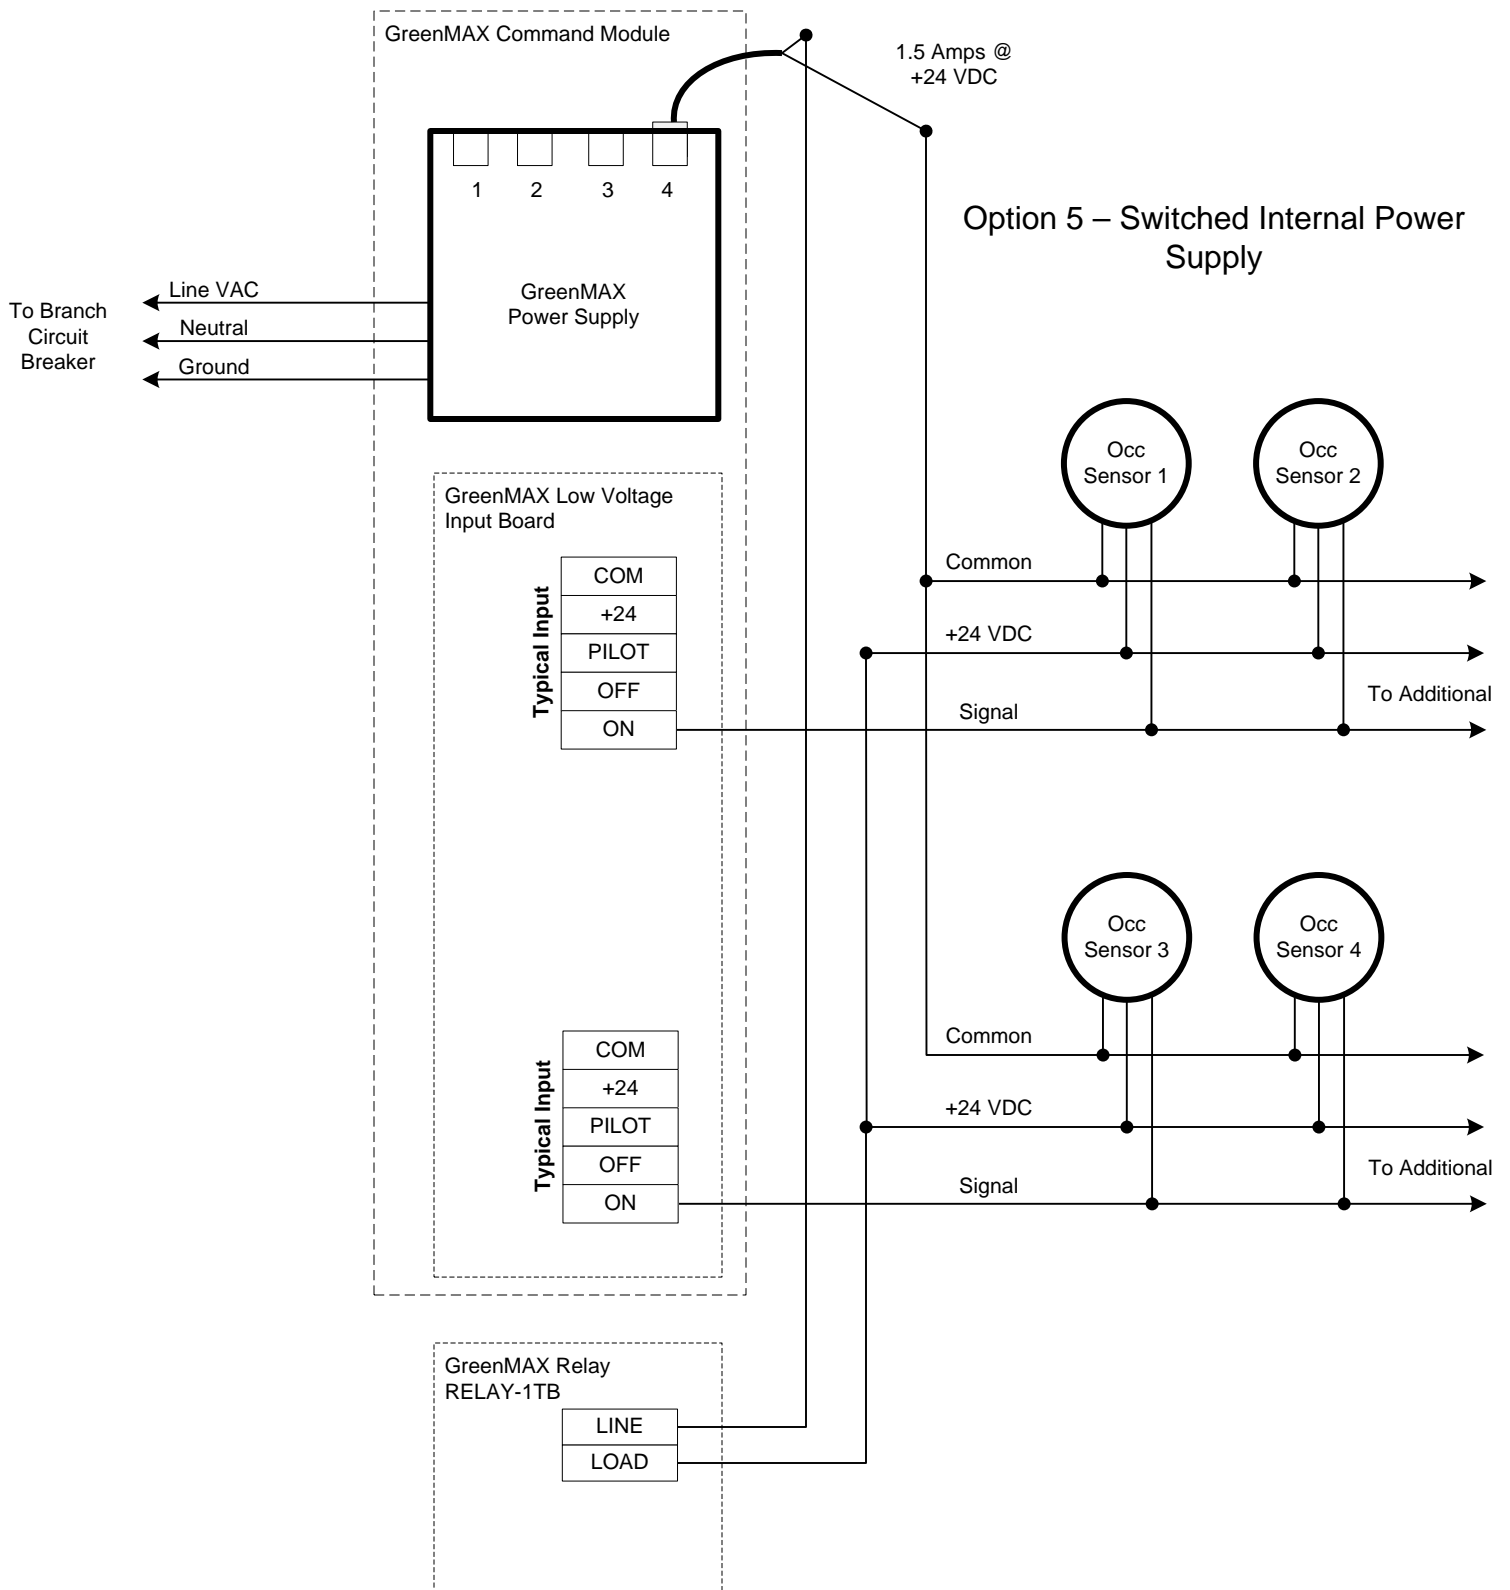 GreenMAX Command Module
1.5 Amps @
+24 VDC
1 2 3 4
Option 5 – Switched Internal Power
Supply
GreenMAX
Power Supply
To Branch
Circuit
Breaker
Line VAC
Neutral
Ground
Occ
Sensor 1
Occ
Sensor 2
GreenMAX Low Voltage
Input Board
Typical Input
COM
+24
PILOT
OFF
ON
Common
+24 VDC
Signal
To Additional
Occ
Sensor 3
Occ
Sensor 4
Typical Input
COM
+24
PILOT
OFF
ON
Common
+24 VDC
Signal
To Additional
GreenMAX Relay
RELAY-1TB
LINE
LOAD